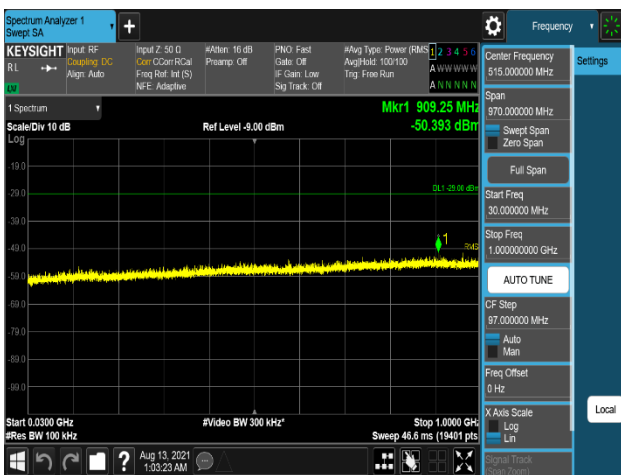 Spectrum Analyzer 1
Swept SA
Frequency
KEYSIGHT
RL
LW
Input: RF
Coupling: DC
Align: Auto
Input Z: 50 Ω
Corr CCorr RCal
Freq Ref: Int (S)
NFE: Adaptive
#Atten: 16 dB
Preamp: Off
PNO: Fast
Gate: Off
IF Gain: Low
Sig Track: Off
#Avg Type: Power (RMS
Avg|Hold: 100/100
Trig: Free Run
1 2 3 4 5 6
A W W W W W
A N N N N N
1 Spectrum
Mkr1 909.25 MHz
Scale/Div 10 dB
Ref Level -9.00 dBm
-50.393 dBm
Log
-19.0
-29.0
DL1 -29.00 dBm
-39.0
1
-49.0
RMS
-59.0
-69.0
-79.0
-89.0
-99.0
Start 0.0300 GHz
#Video BW 300 kHz*
Stop 1.0000 GHz
#Res BW 100 kHz
Sweep 46.6 ms (19401 pts
Center Frequency
515.000000 MHz
Settings
Span
970.000000 MHz
Swept Span
Zero Span
Full Span
Start Freq
30.000000 MHz
Stop Freq
1.000000000 GHz
AUTO TUNE
CF Step
97.000000 MHz
Auto
Man
Freq Offset
0 Hz
X Axis Scale
Log
Lin
Local
Signal Track
(Span Zoom)
?
Aug 13, 2021
1:03:23 AM